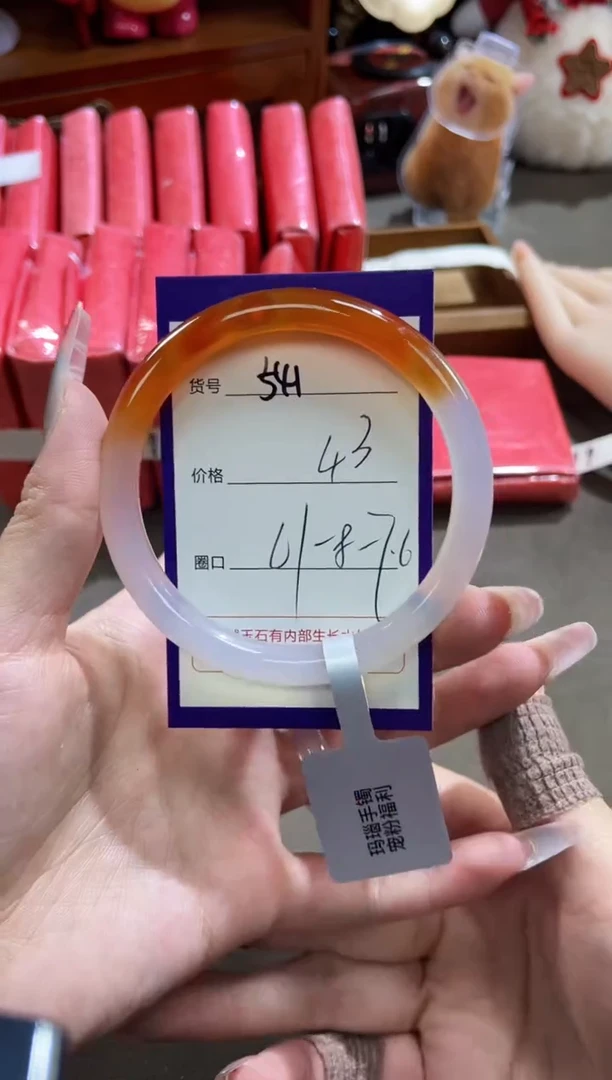 货号 54
价格 43
圈口 61-8-7.6
玉石有内部生长
玛瑙手镯
宠粉福利